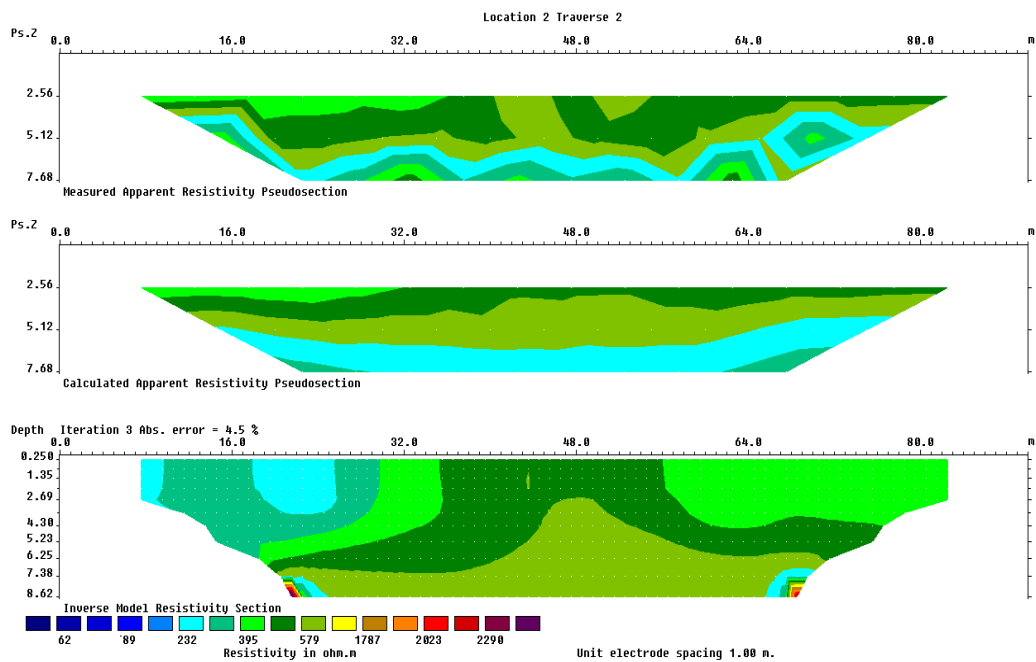 Location 2 Traverse 2
Ps.Z 0.0 16.0 32.0 48.0 64.0 80.0 m
2.56
5.12
7.68
Measured Apparent Resistivity Pseudosection
Ps.Z 0.0 16.0 32.0 48.0 64.0 80.0 m
2.56
5.12
7.68
Calculated Apparent Resistivity Pseudosection
Depth Iteration 3 Abs. error = 4.5 %
0.0 16.0 32.0 48.0 64.0 80.0 m
0.250
1.35
2.69
4.30
5.23
6.25
7.38
8.62
Inverse Model Resistivity Section
62 89 232 395 579 1787 2023 2290
Resistivity in ohm.m Unit electrode spacing 1.00 m.